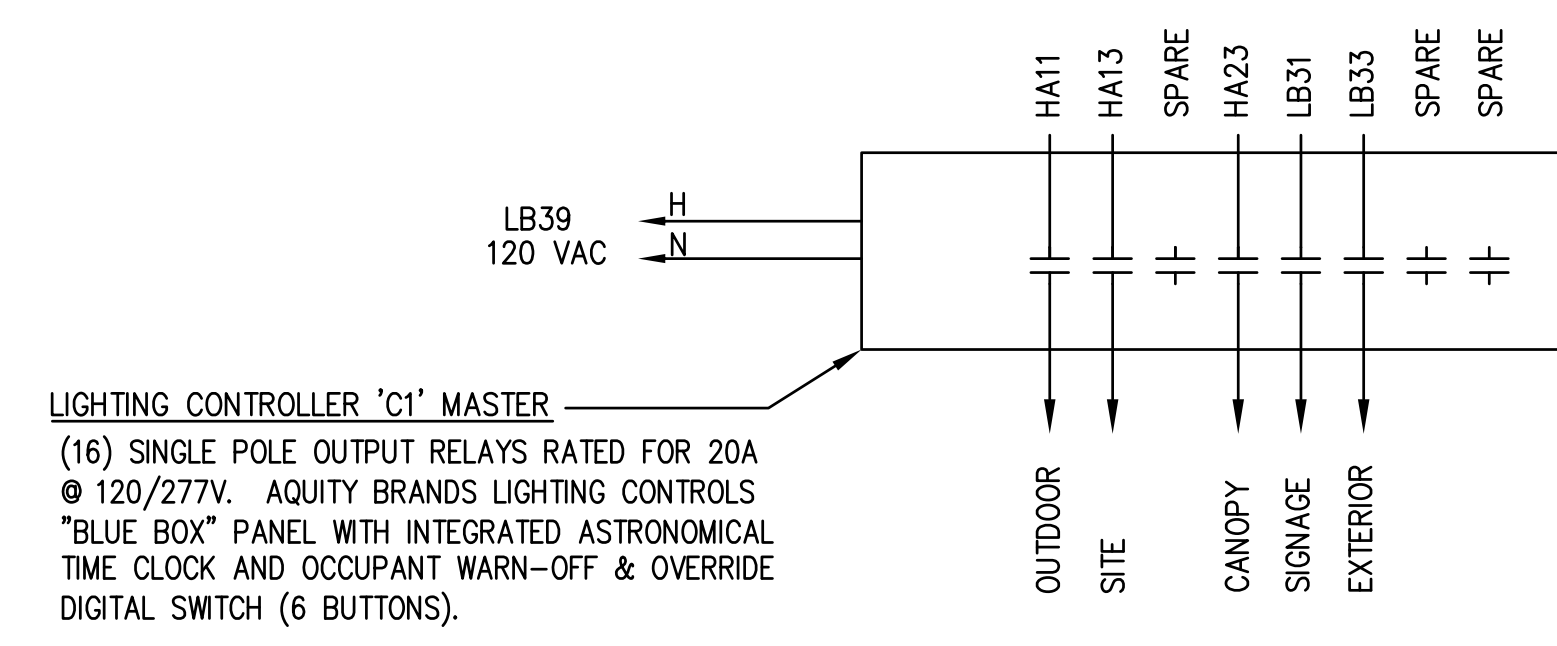 HA11
HA13
SPARE
HA23
LB31
LB33
SPARE
SPARE
H
LB39
N
120 VAC
LIGHTING CONTROLLER 'C1' MASTER
(16) SINGLE POLE OUTPUT RELAYS RATED FOR 20A
@ 120/277V. AQUITY BRANDS LIGHTING CONTROLS
"BLUE BOX" PANEL WITH INTEGRATED ASTRONOMICAL
TIME CLOCK AND OCCUPANT WARN-OFF & OVERRIDE
DIGITAL SWITCH (6 BUTTONS).
OUTDOOR
SITE
CANOPY
SIGNAGE
EXTERIOR